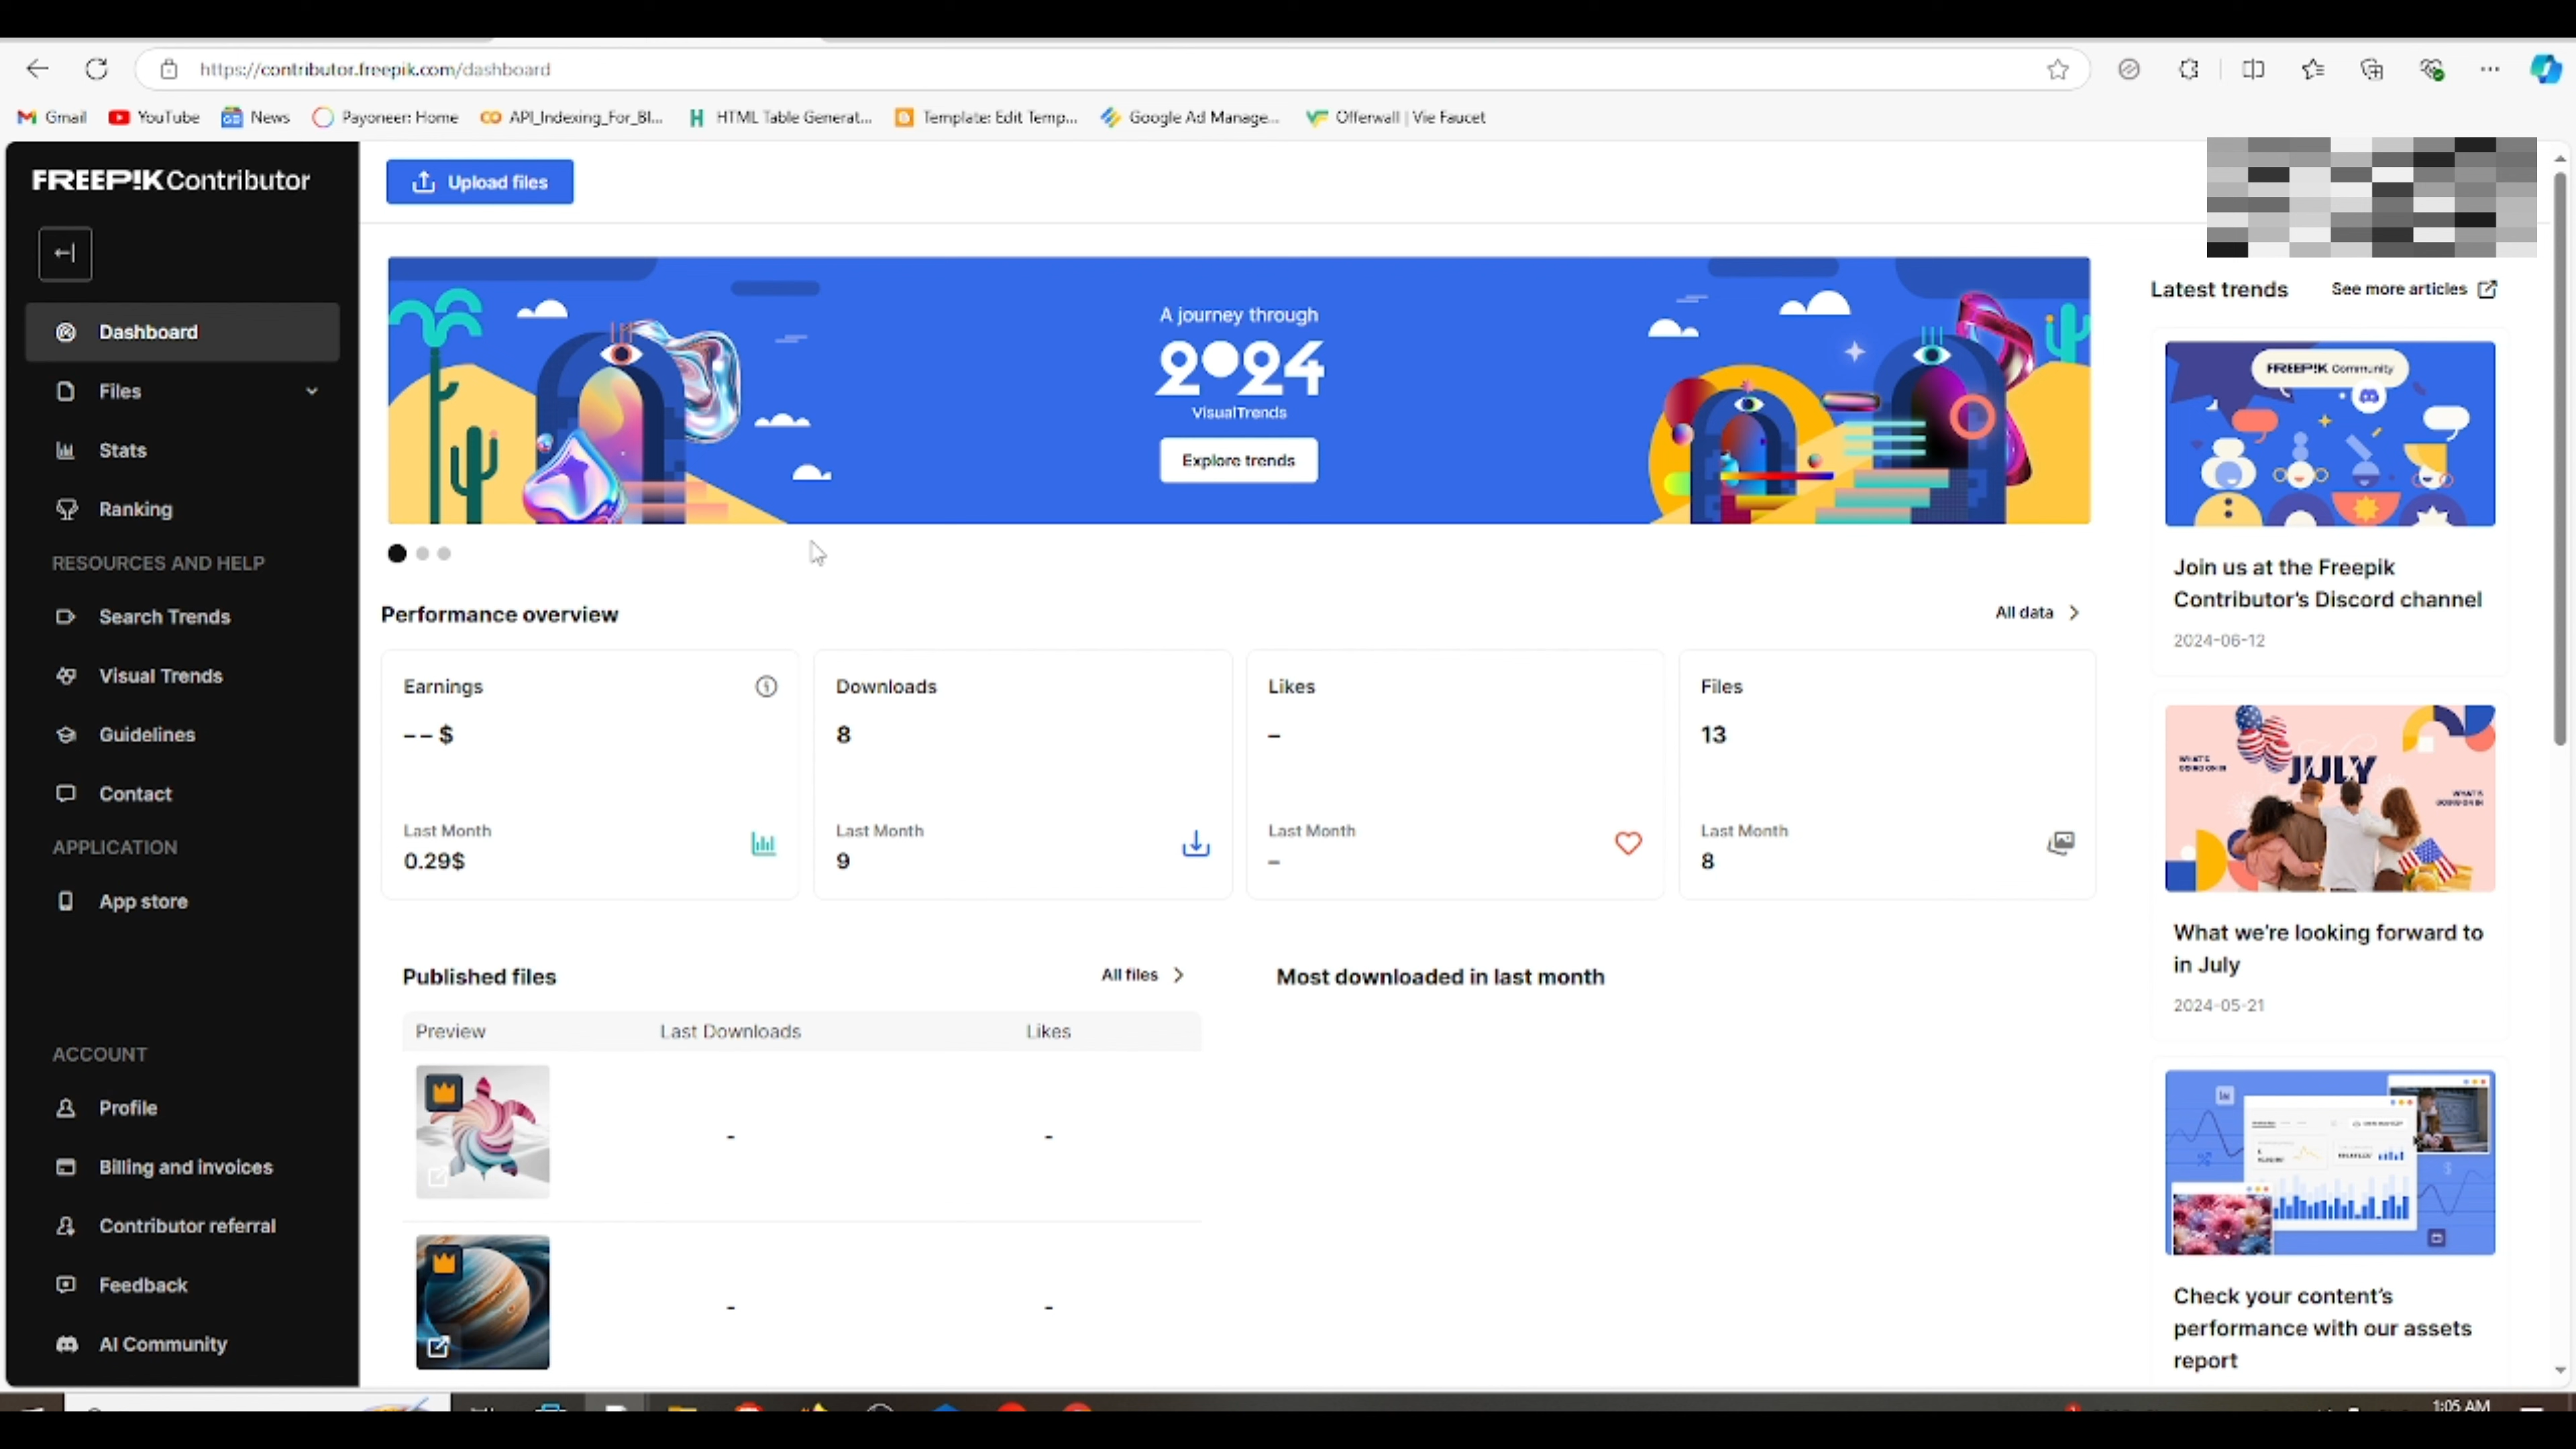 https://contributor.freepik.com/dashboard
Gmail
YouTube
News
Payoneer: Home
API_Indexing_For_Bl...
HTML Table Generat...
Template: Edit Temp...
Google Ad Manage...
Offerwall | Vie Faucet
FREEP!K Contributor
Upload files
Dashboard
Files
Stats
Ranking
RESOURCES AND HELP
Search Trends
Visual Trends
Guidelines
Contact
APPLICATION
App store
ACCOUNT
Profile
Billing and invoices
Contributor referral
Feedback
AI Community
A journey through
2024
VisualTrends
Explore trends
Performance overview
All data
Earnings
-- $
Last Month
0.29$
Downloads
8
Last Month
9
Likes
–
Last Month
–
Files
13
Last Month
8
Published files
All files
Preview Last Downloads Likes
- -
- -
Most downloaded in last month
Latest trends
See more articles
FREEP!K Community
Join us at the Freepik
Contributor's Discord channel
2024-06-12
JULY
What we're looking forward to
in July
2024-05-21
Check your content's
performance with our assets
report
1:05 AM